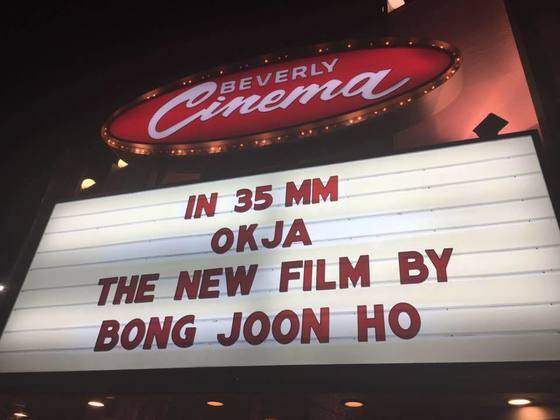 BEVERLY
Cinema
IN 35 MM
OKJA
THE NEW FILM BY
BONG JOON HO